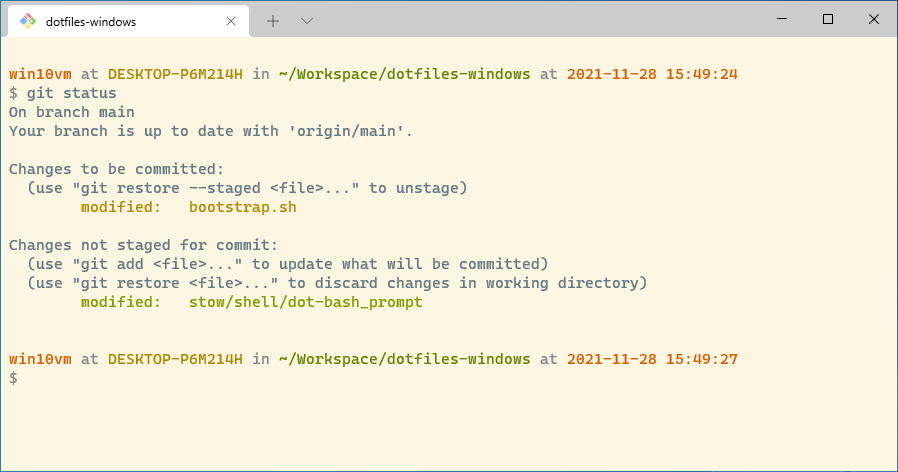 dotfiles-windows
win10vm at DESKTOP-P6M214H in ~/Workspace/dotfiles-windows at 2021-11-28 15:49:24
$ git status
On branch main
Your branch is up to date with 'origin/main'.
Changes to be committed:
  (use "git restore --staged <file>..." to unstage)
        modified:   bootstrap.sh
Changes not staged for commit:
  (use "git add <file>..." to update what will be committed)
  (use "git restore <file>..." to discard changes in working directory)
        modified:   stow/shell/dot-bash_prompt
win10vm at DESKTOP-P6M214H in ~/Workspace/dotfiles-windows at 2021-11-28 15:49:27
$